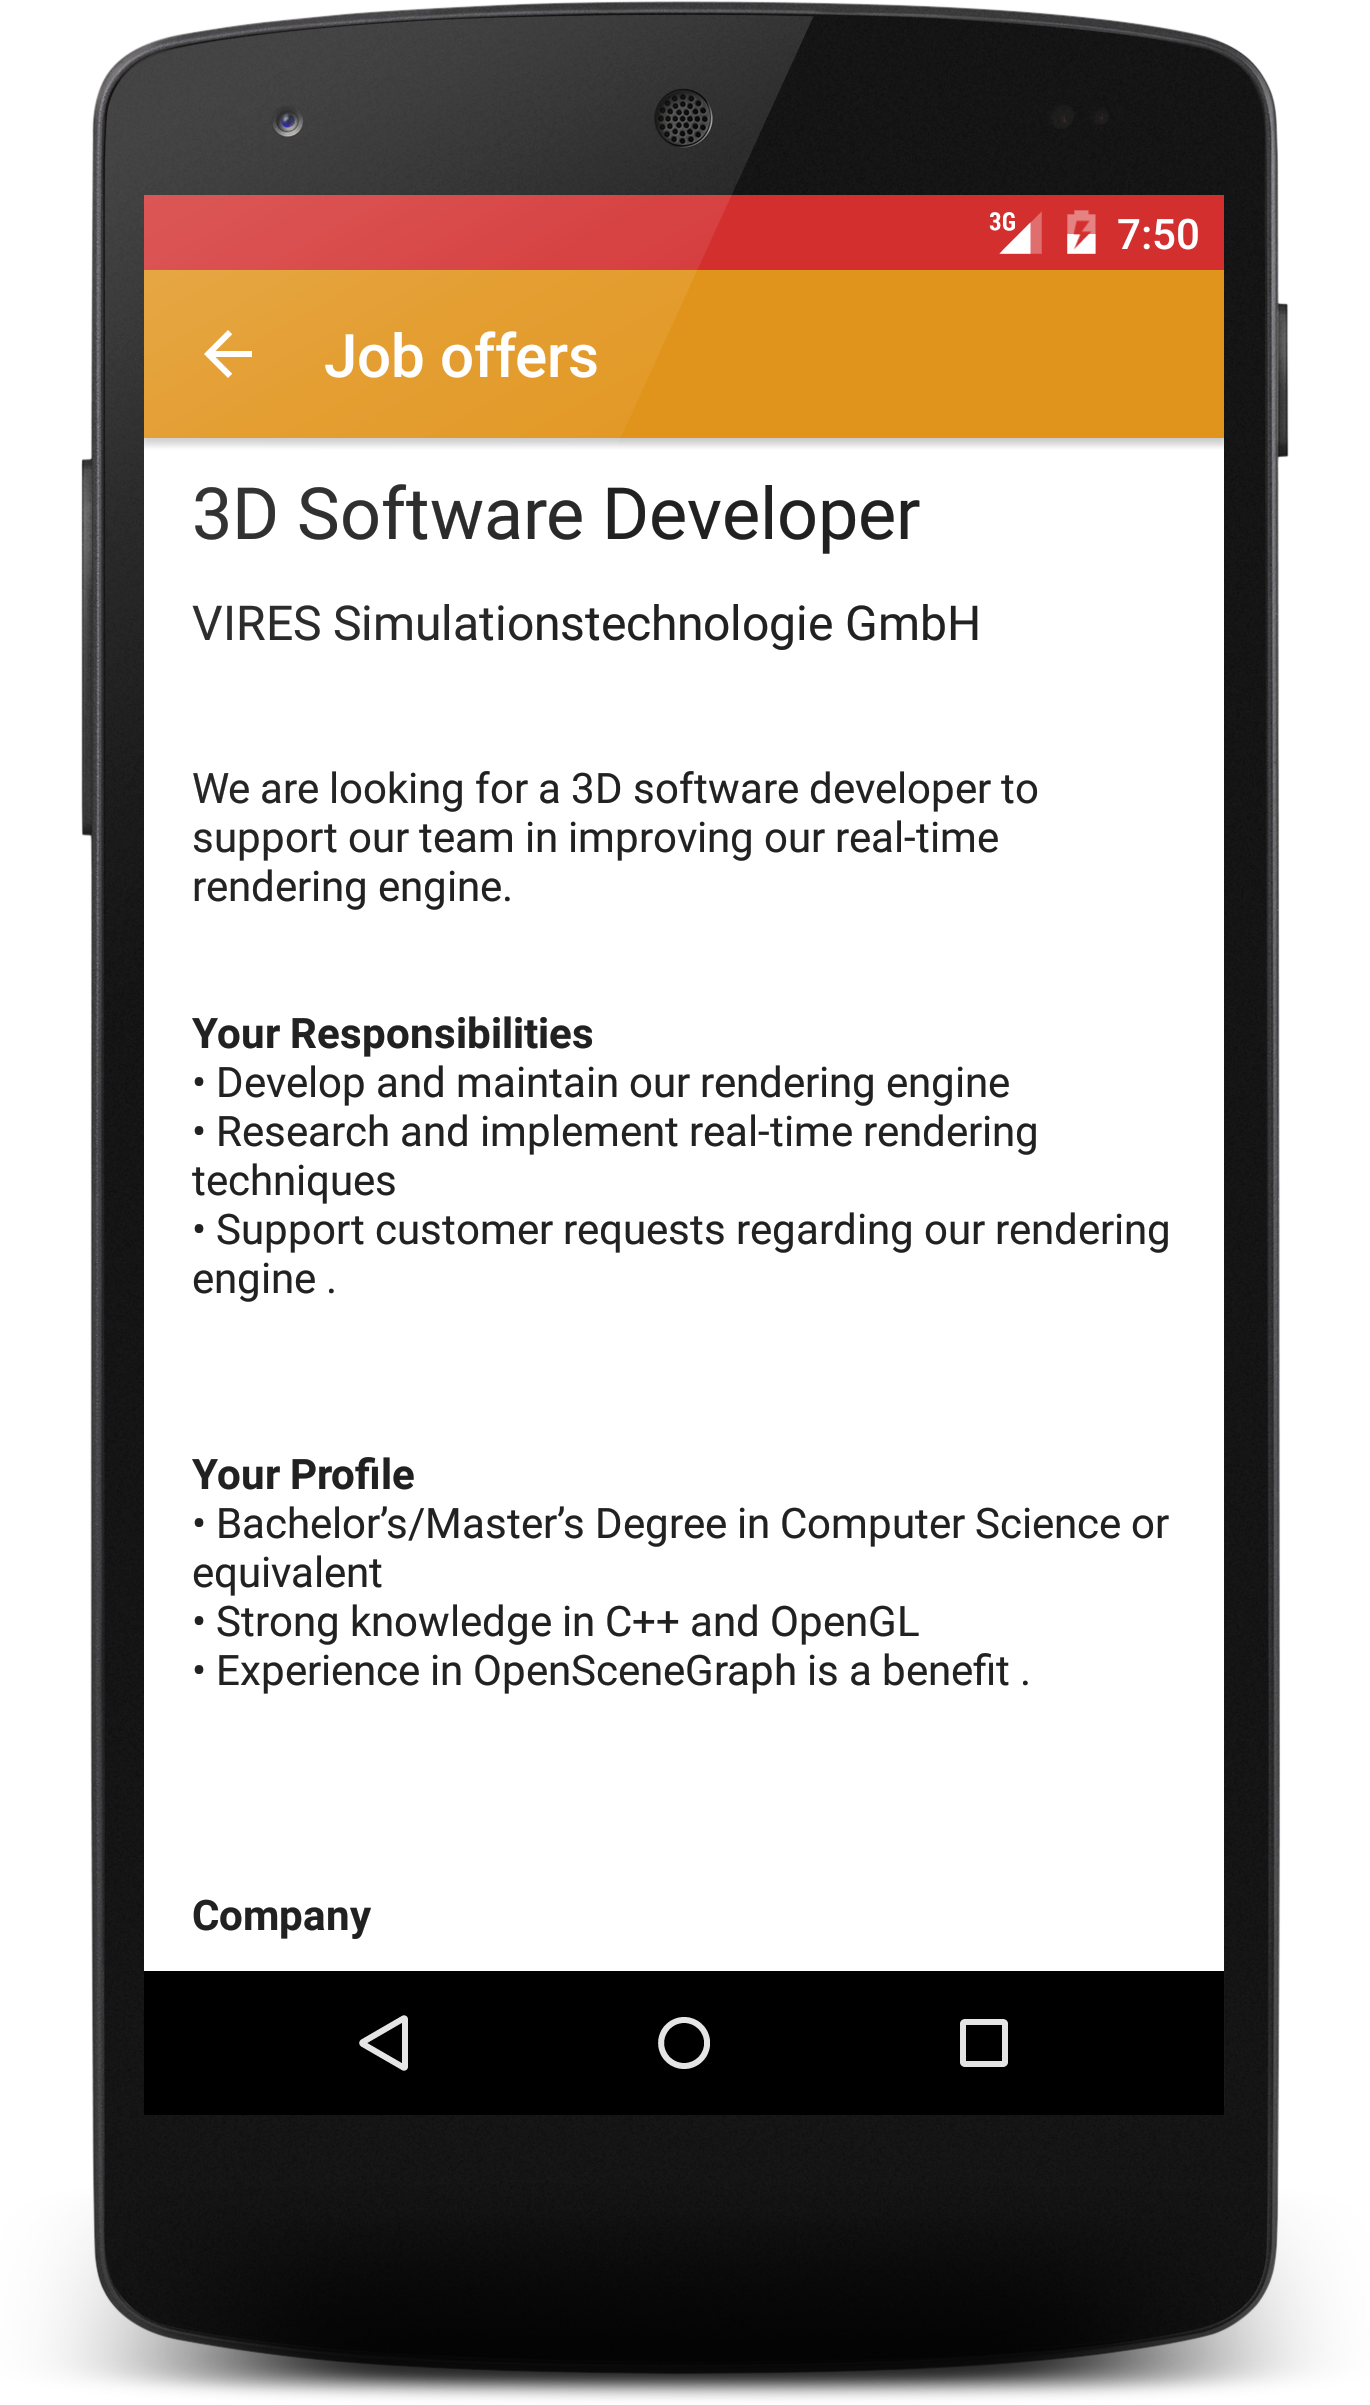 3G 7:50
Job offers
3D Software Developer
VIRES Simulationstechnologie GmbH
We are looking for a 3D software developer to
support our team in improving our real-time
rendering engine.
Your Responsibilities
• Develop and maintain our rendering engine
• Research and implement real-time rendering
techniques
• Support customer requests regarding our rendering
engine .
Your Profile
• Bachelor’s/Master’s Degree in Computer Science or
equivalent
• Strong knowledge in C++ and OpenGL
• Experience in OpenSceneGraph is a benefit .
Company